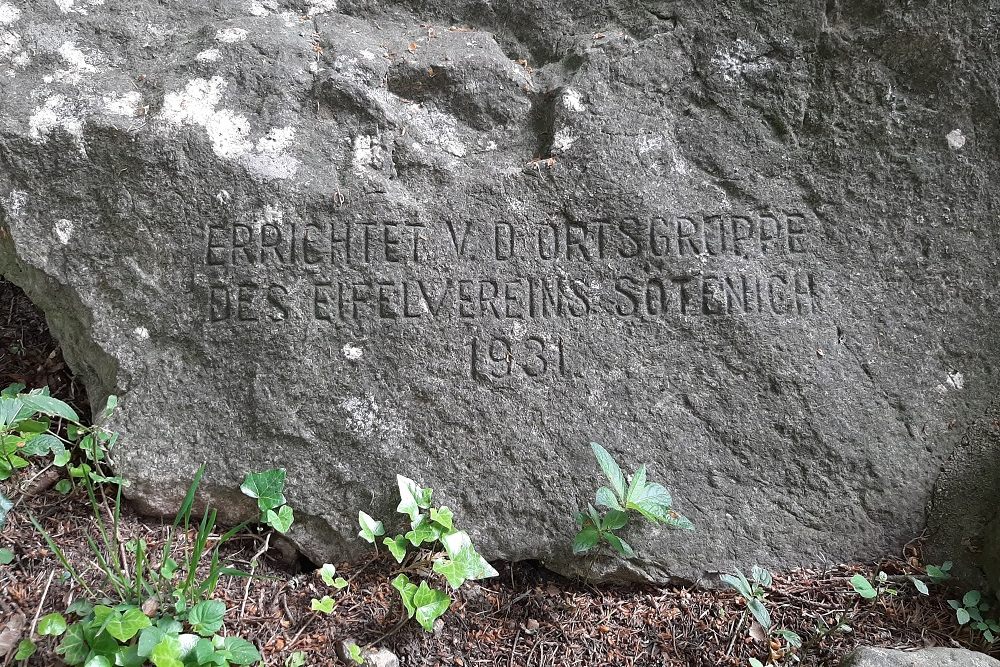 ERRICHTET V. D. ORTSGRUPPE
DES EIFELVEREINS SÖTENICH
1931.